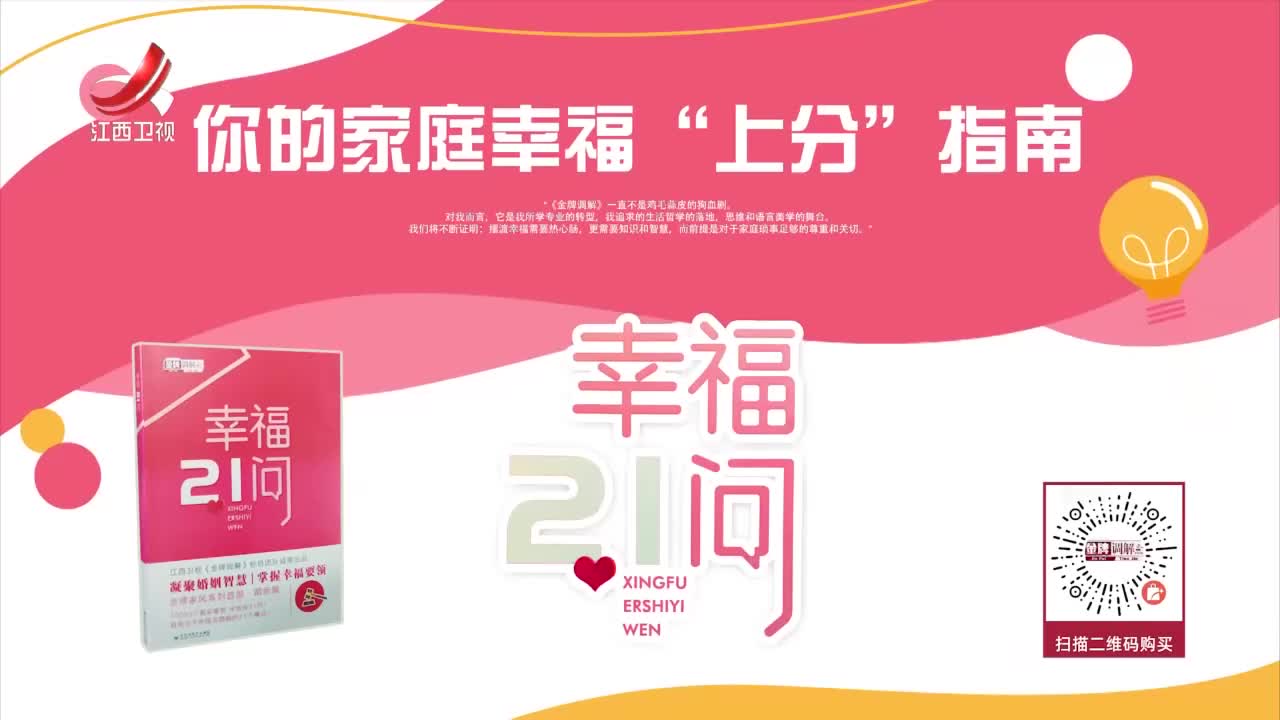 江西卫视
你的家庭幸福“上分”指南
“《金牌调解》一直不是鸡毛蒜皮的狗血剧。
对我而言，它是我所学专业的转型，我追求的生活哲学的落地，思维和语言美学的舞台。
我们将不断证明：摆渡幸福需要热心肠，更需要知识和智慧，而前提是对于家庭琐事足够的尊重和关切。”
幸福
21问
XINGFU
ERSHIYI
WEN
金牌调解
幸福
21问
XINGFU
ERSHIYI
WEN
凝聚婚姻智慧|掌握幸福要领
金牌调解
扫描二维码购买